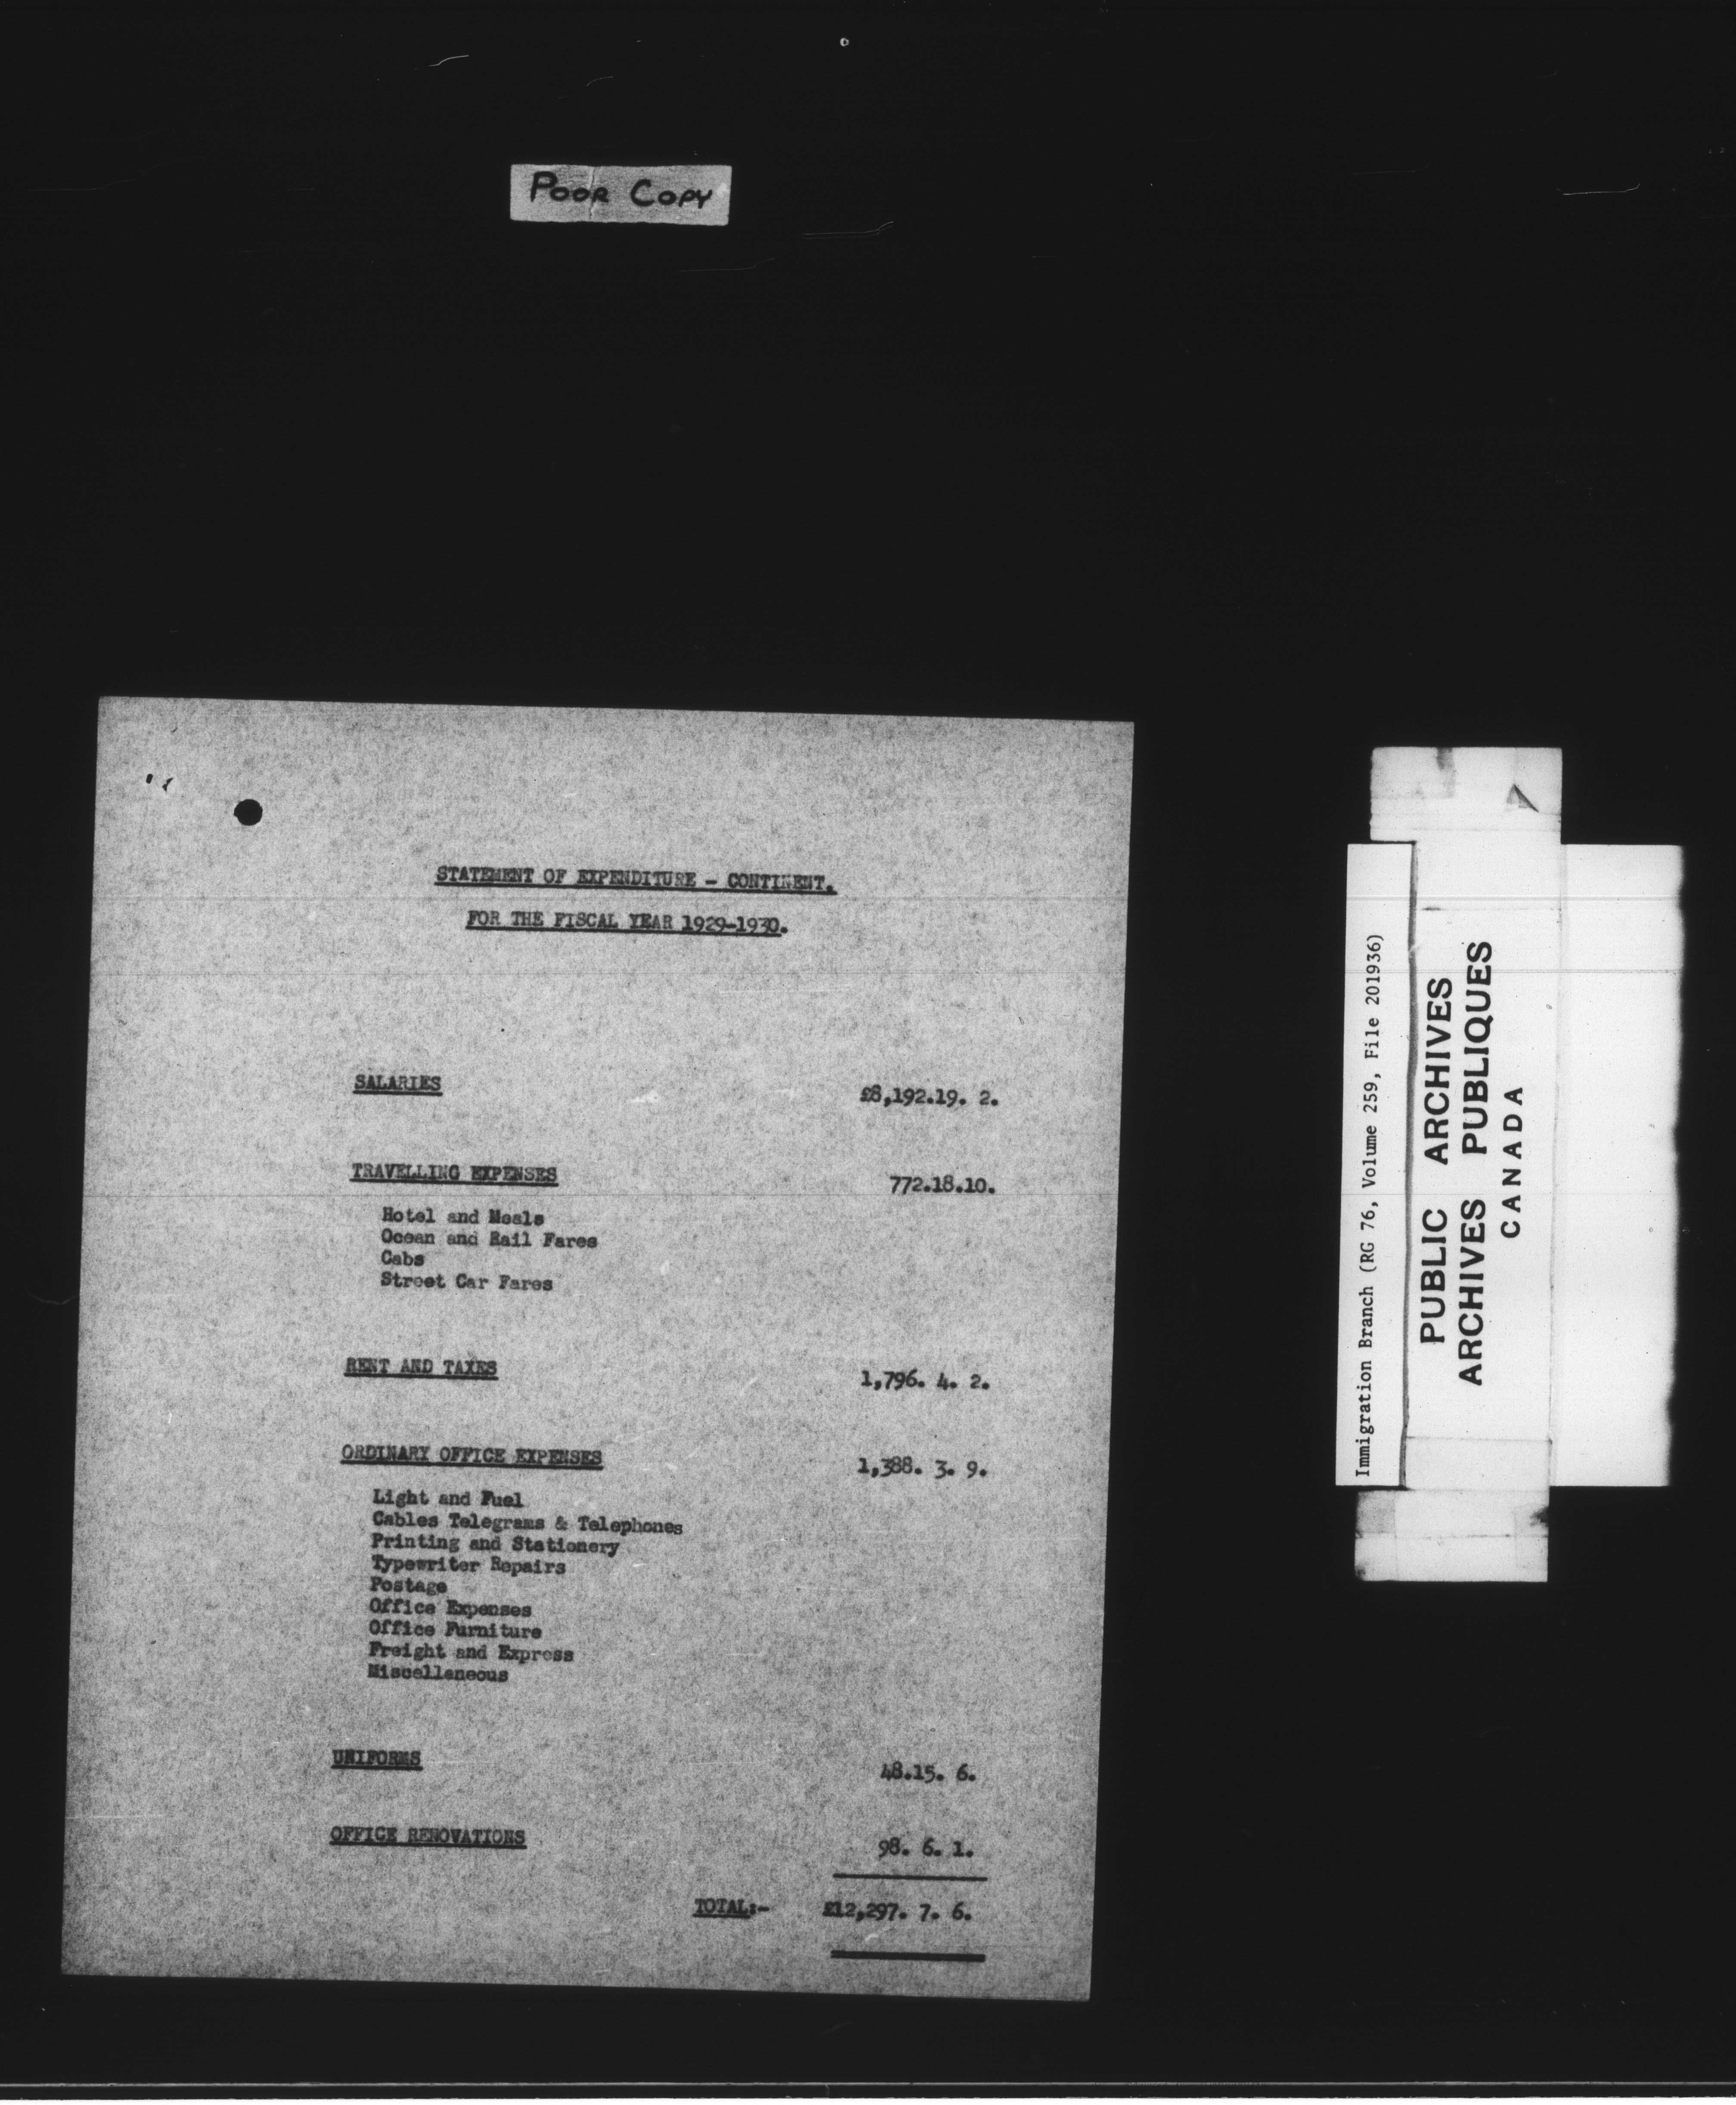 POOR COPY
STATEMENT OF EXPENDITURE - CONTINENT.
FOR THE FISCAL YEAR 1929-1930.
SALARIES £8,192.19. 2.
TRAVELLING EXPENSES 772.18.10.
Hotel and Meals
Ocean and Rail Fares
Cabs
Street Car Fares
RENT AND TAXES 1,796. 4. 2.
ORDINARY OFFICE EXPENSES 1,388. 3. 9.
Light and Fuel
Cables Telegrams & Telephones
Printing and Stationery
Typewriter Repairs
Postage
Office Expenses
Office Furniture
Freight and Express
Miscellaneous
UNIFORMS 48.15. 6.
OFFICE RENOVATIONS 98. 6. 1.
TOTAL:- £12,297. 7. 6.
Immigration Branch (RG 76, Volume 259, File 201936)
PUBLIC ARCHIVES
ARCHIVES PUBLIQUES
CANADA